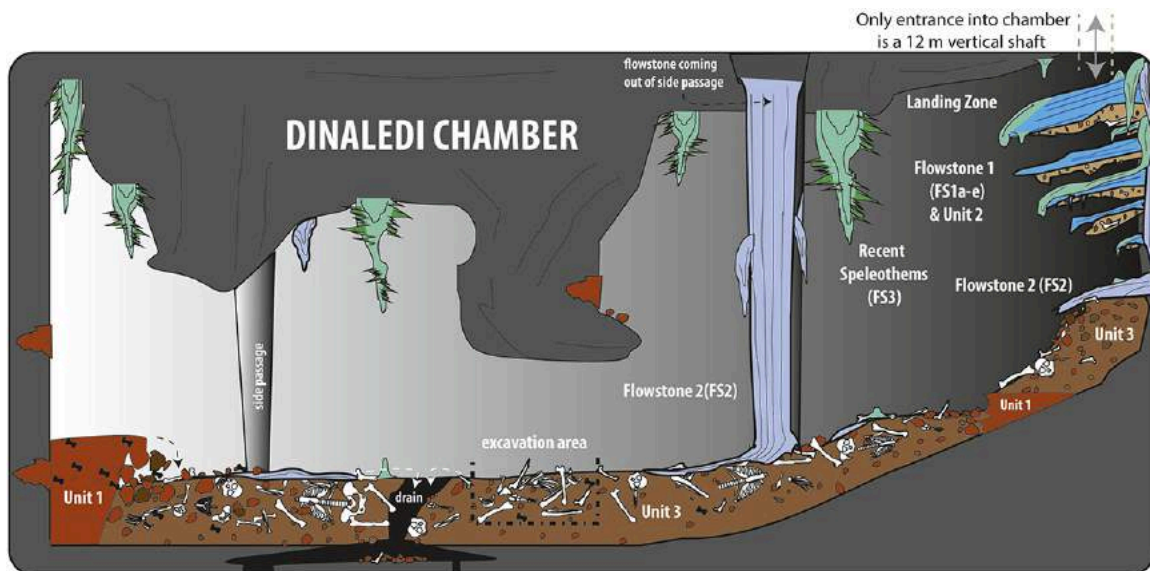 Only entrance into chamber
is a 12 m vertical shaft
flowstone coming
out of side passage
Landing Zone
DINALEDI CHAMBER
Flowstone 1
(FS1a-e)
& Unit 2
Recent
Speleothems
(FS3)
Flowstone 2 (FS2)
Unit 3
side passage
Flowstone 2(FS2)
Unit 1
excavation area
Unit 1
drain
Unit 3